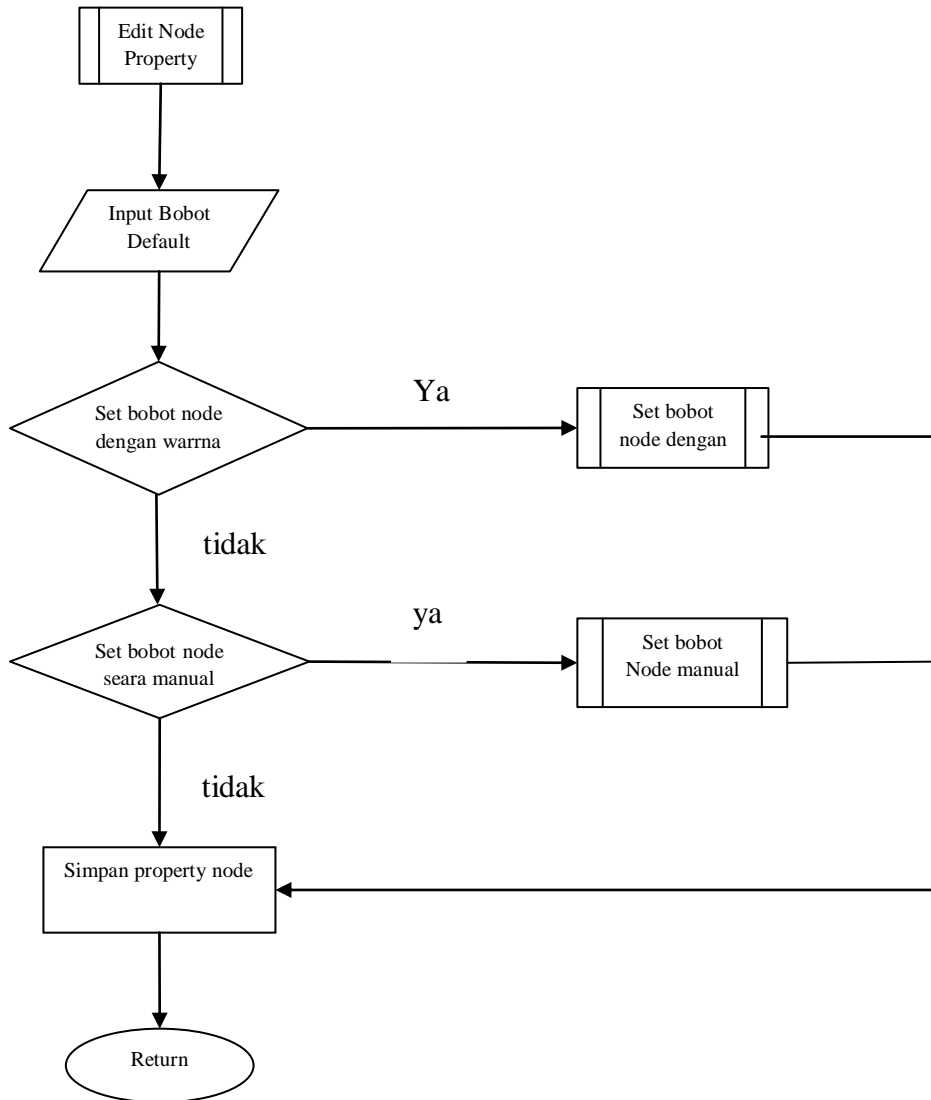 Edit Node
Property
Input Bobot
Default
Set bobot node
dengan warrna
Ya
Set bobot
node dengan
tidak
Set bobot node
seara manual
ya
Set bobot
Node manual
tidak
Simpan property node
Return